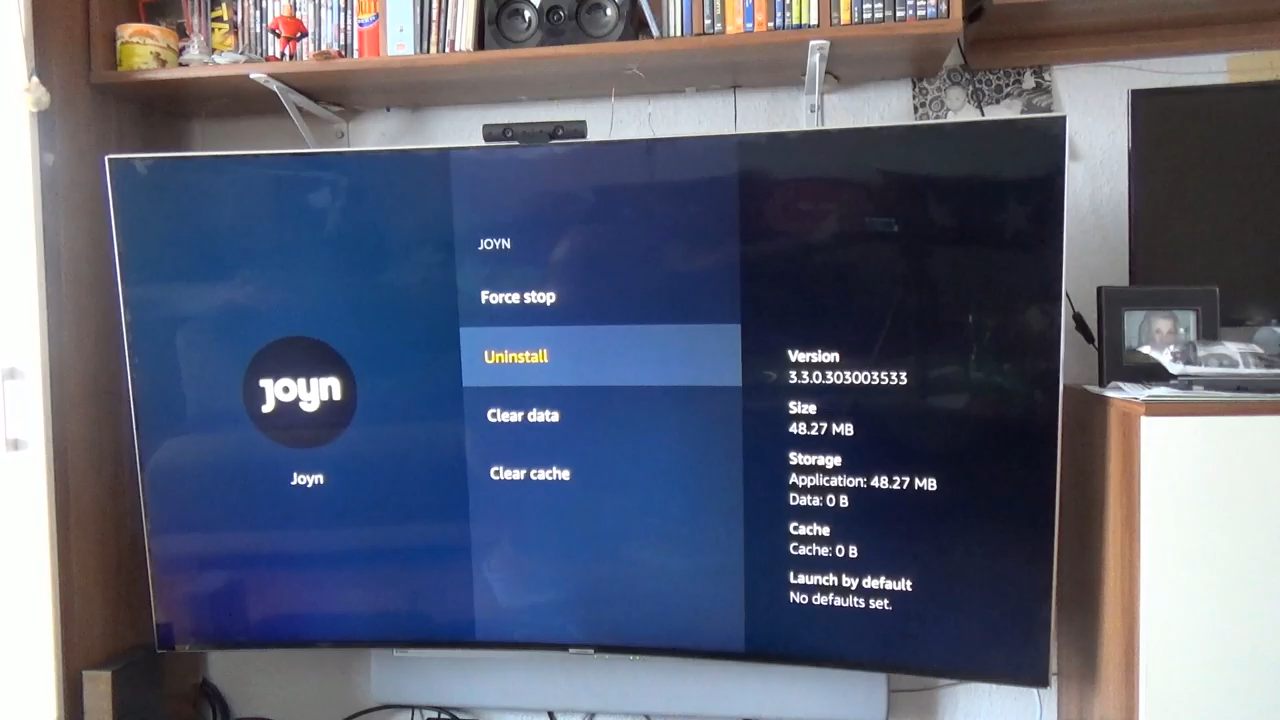 joyn
Joyn
JOYN
Force stop
Uninstall
Clear data
Clear cache
Version
3.3.0.303003533
Size
48.27 MB
Storage
Application: 48.27 MB
Data: 0 B
Cache
Cache: 0 B
Launch by default
No defaults set.